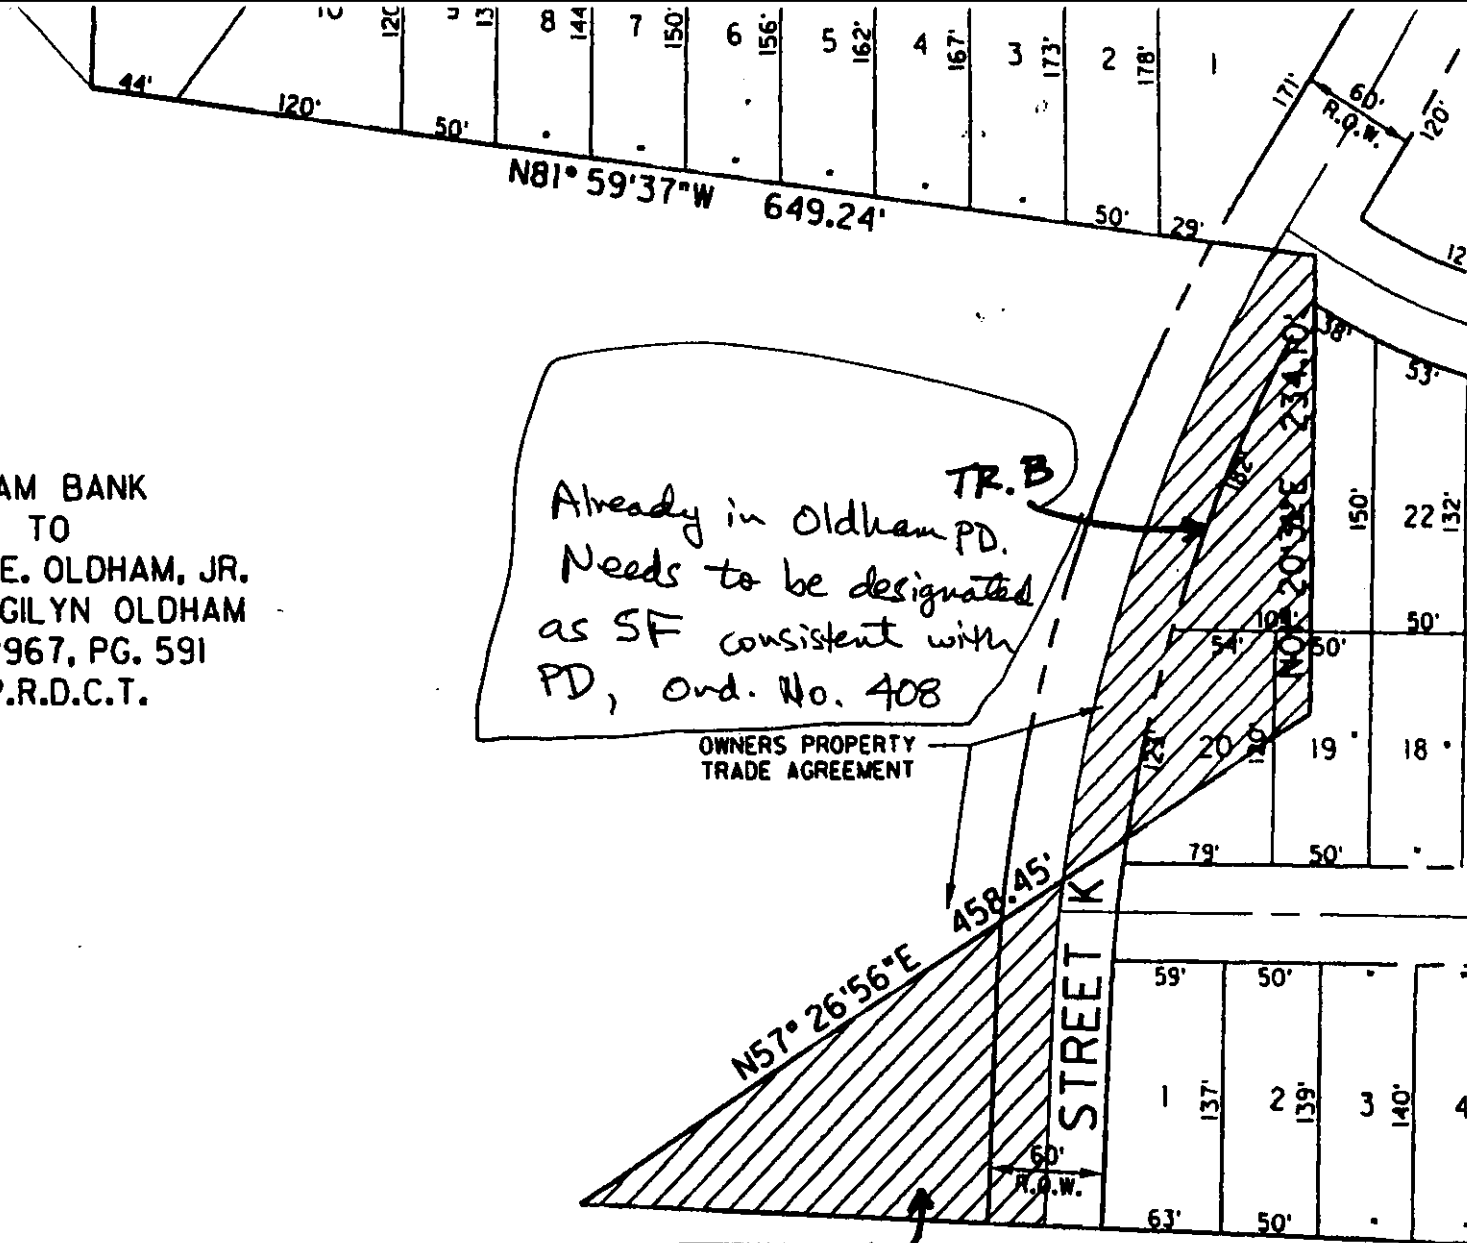 44'
120'
50'
8
144
7
150'
6
156'
5
162'
4
167'
3
173'
2
178'
1
50'
29'
171'
60'
R.O.W.
120'
N81° 59'37"W 649.24'
38'
53'
182'
150'
22
132'
AM BANK
TO
E. OLDHAM, JR.
GILYN OLDHAM
967, PG. 591
P.R.D.C.T.
TR. B
Already in Oldham PD.
Needs to be designated
as SF consistent with
PD, Ord. No. 408
OWNERS PROPERTY
TRADE AGREEMENT
54'
50'
50'
20
19
18
79'
50'
458.45'
N57° 26'56"E
STREET K
59'
50'
1
137'
2
139'
3
140'
4
60'
R.O.W.
63'
50'